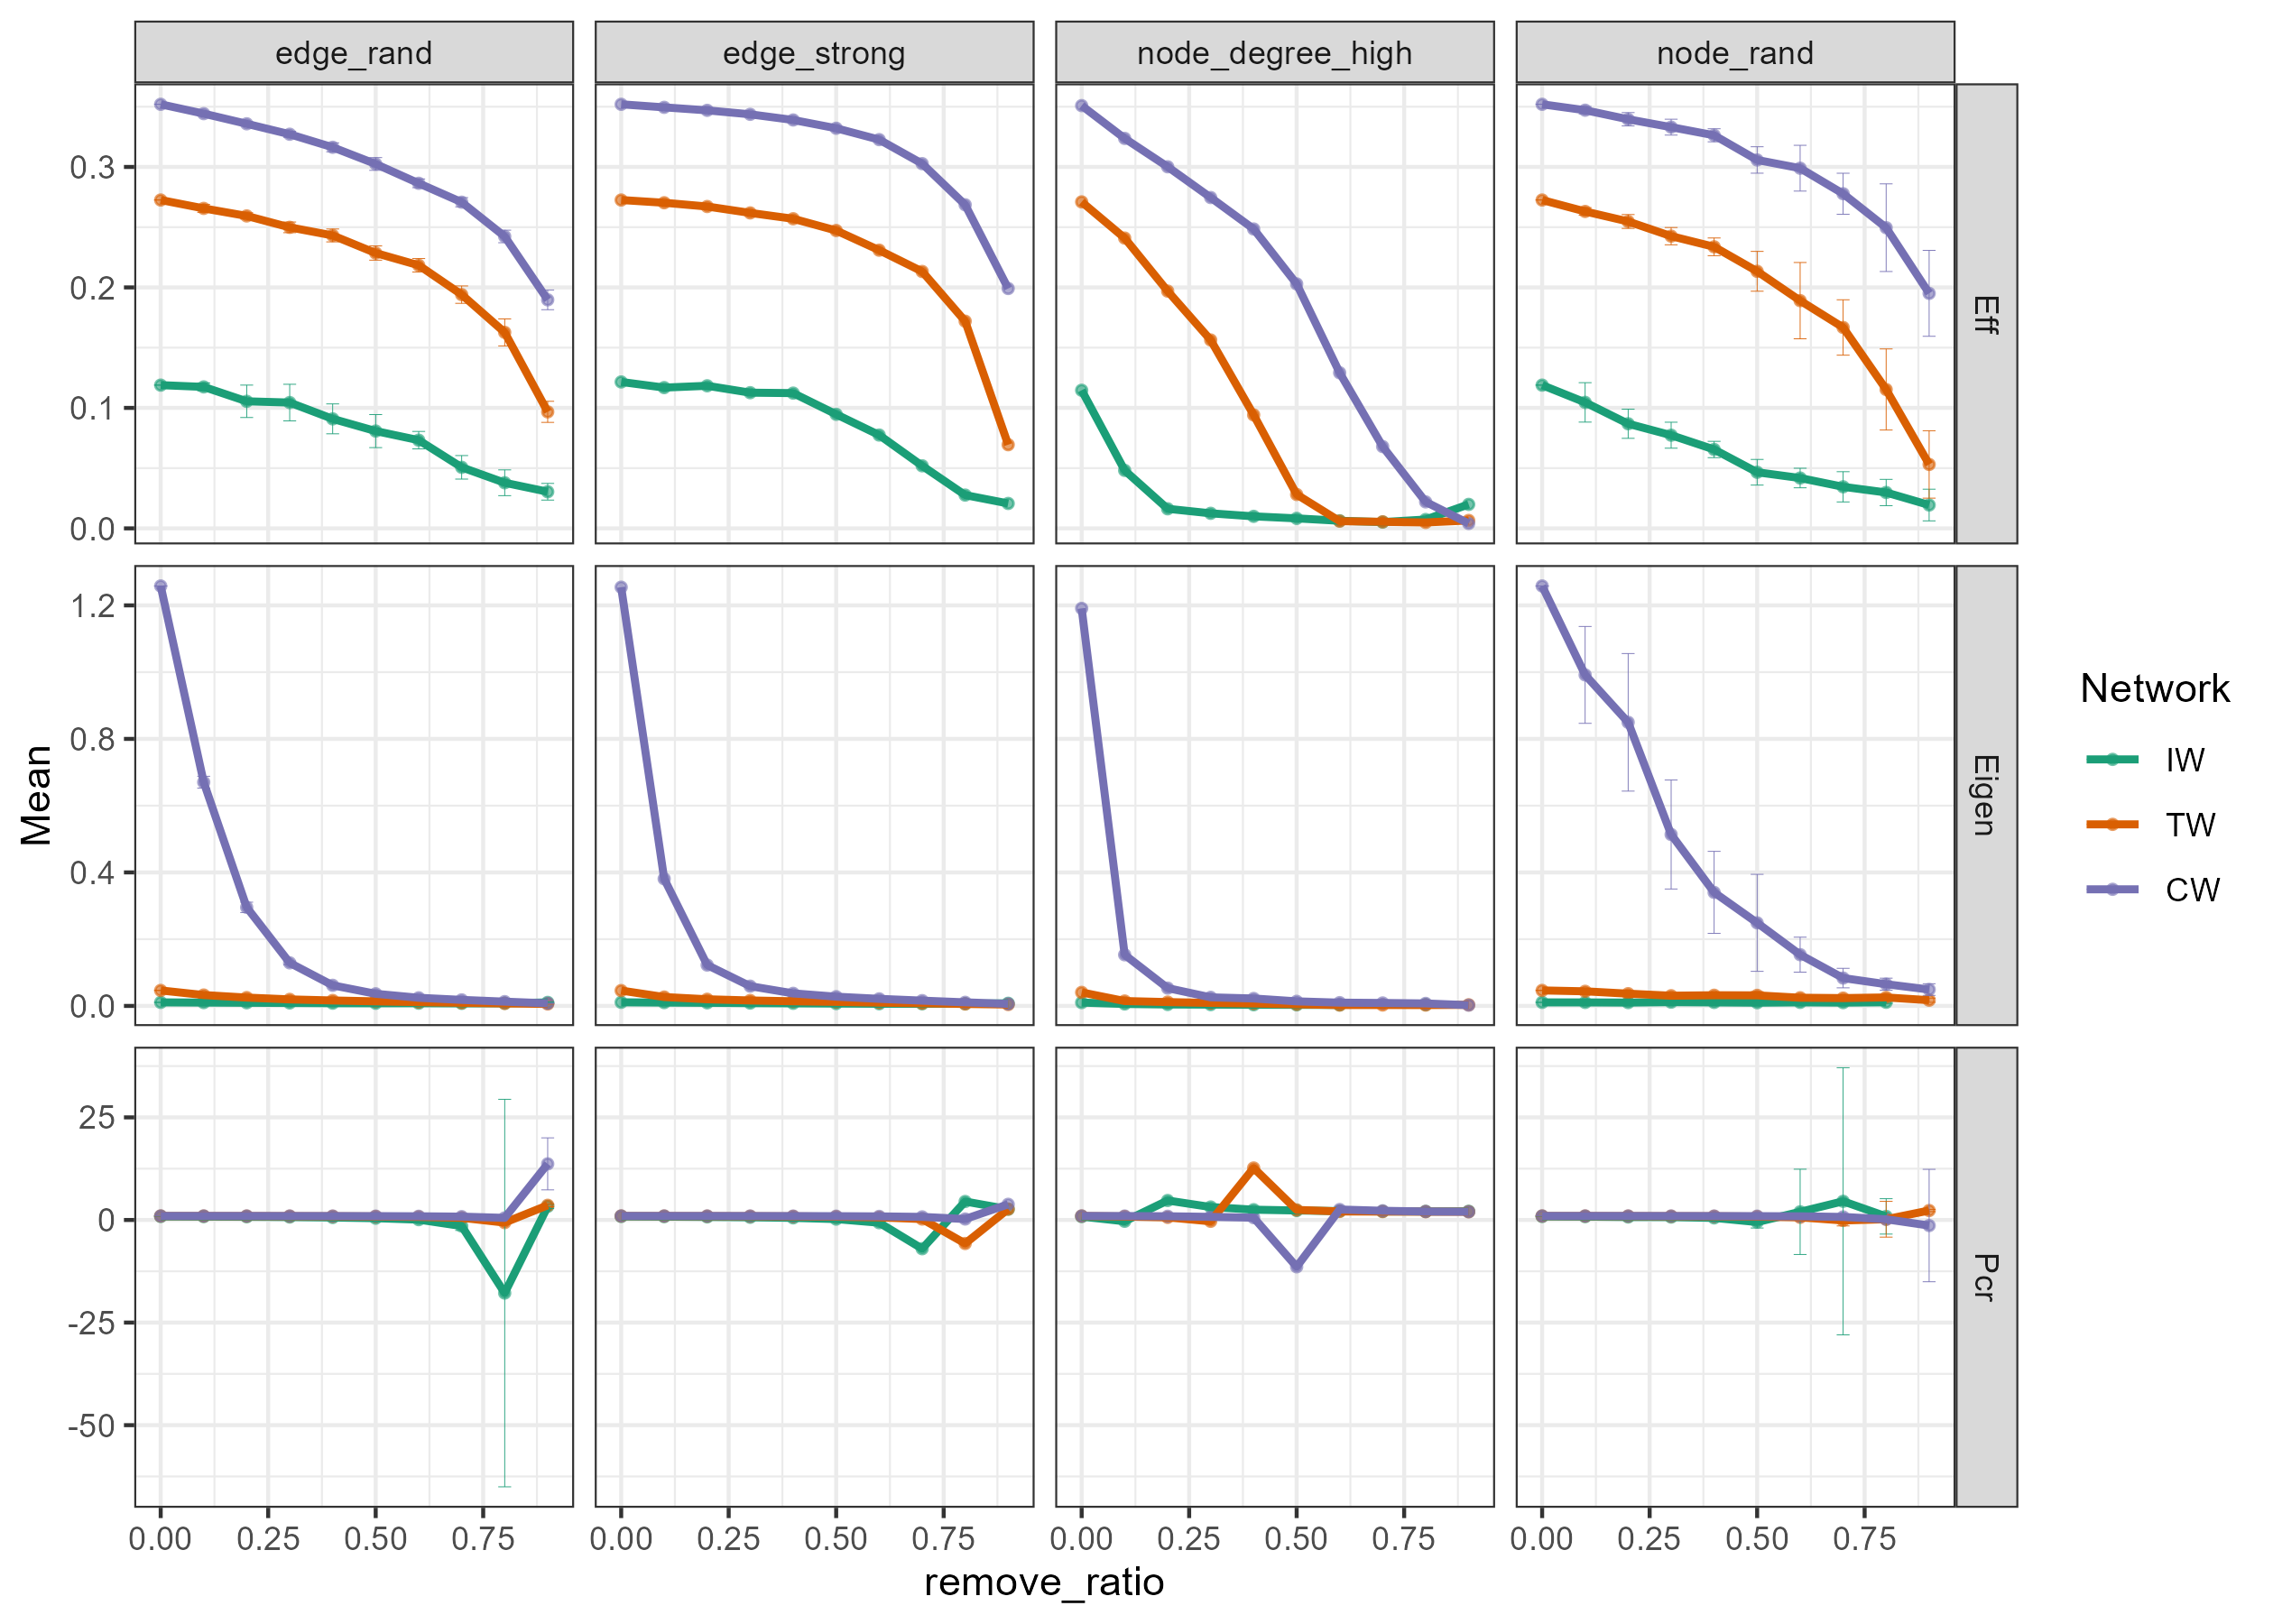 edge_rand edge_strong node_degree_high node_rand
0.3
0.2
0.1
0.0
Eff
1.2
0.8
0.4
0.0
Eigen
25
0
-25
-50
Pcr
Mean
0.00 0.25 0.50 0.75 0.00 0.25 0.50 0.75 0.00 0.25 0.50 0.75 0.00 0.25 0.50 0.75
remove_ratio
Network
IW
TW
CW